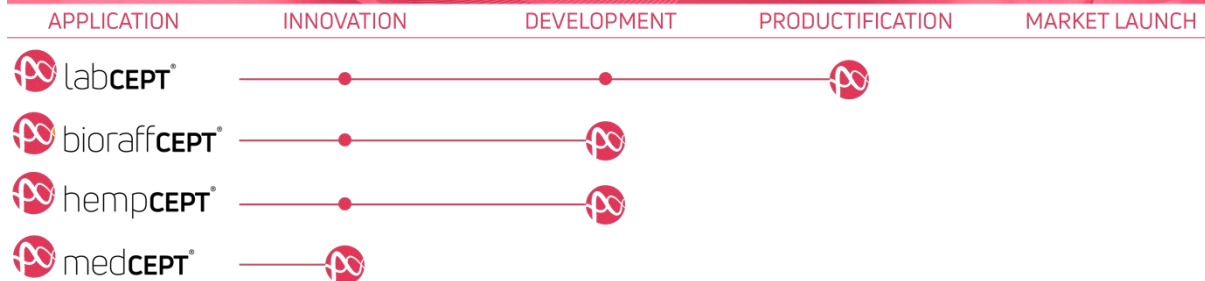 APPLICATION INNOVATION DEVELOPMENT PRODUCTIFICATION MARKET LAUNCH
labCEPT®
bioraffCEPT®
hempCEPT®
medCEPT®